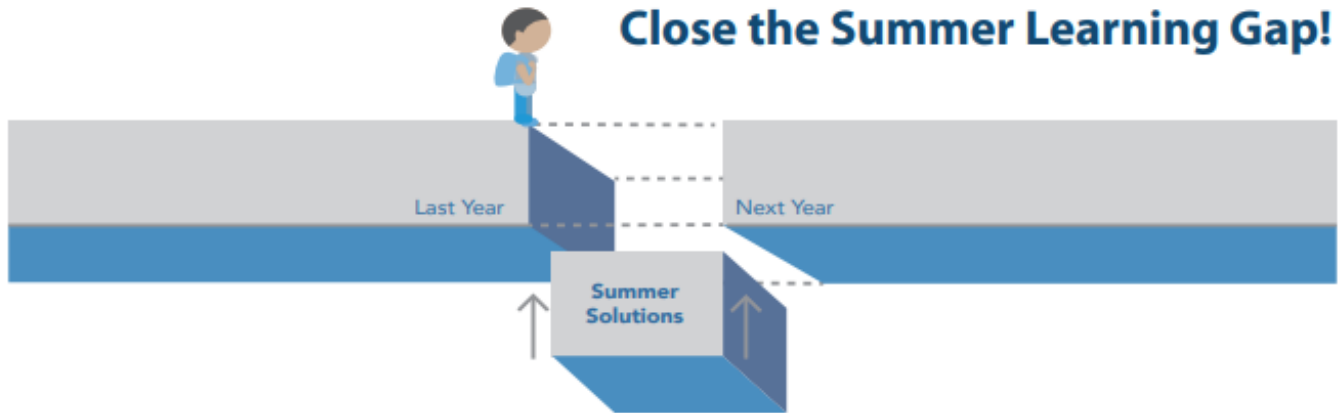 Close the Summer Learning Gap!
Last Year
Next Year
Summer
Solutions